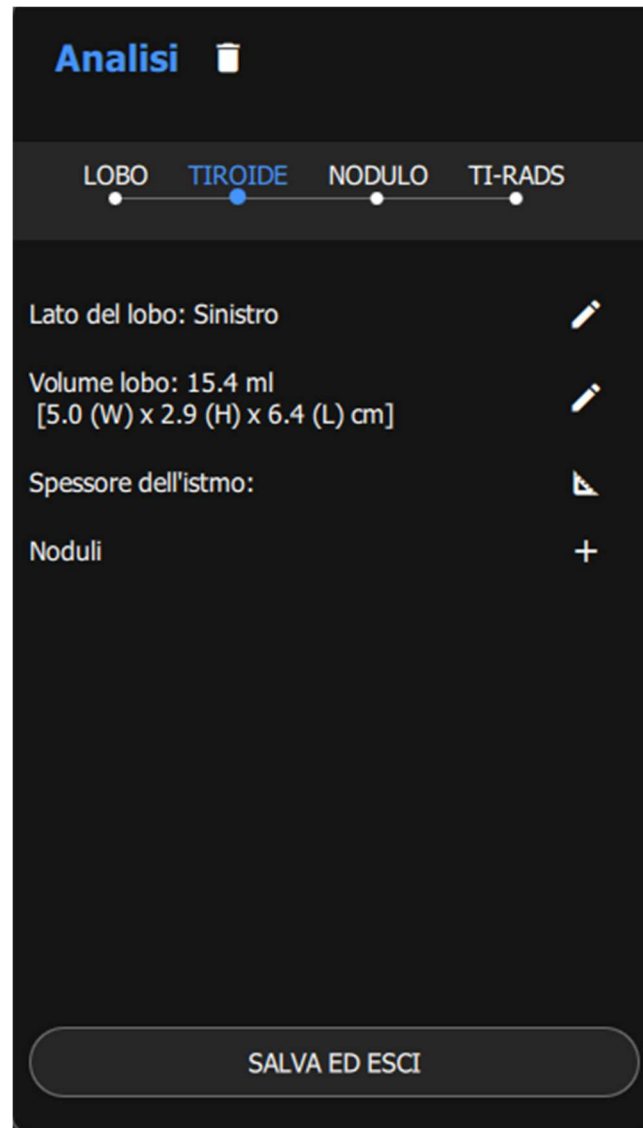 Analisi
LOBO TIROIDE NODULO TI-RADS
Lato del lobo: Sinistro
Volume lobo: 15.4 ml
[5.0 (W) x 2.9 (H) x 6.4 (L) cm]
Spessore dell'istmo:
Noduli
SALVA ED ESCI